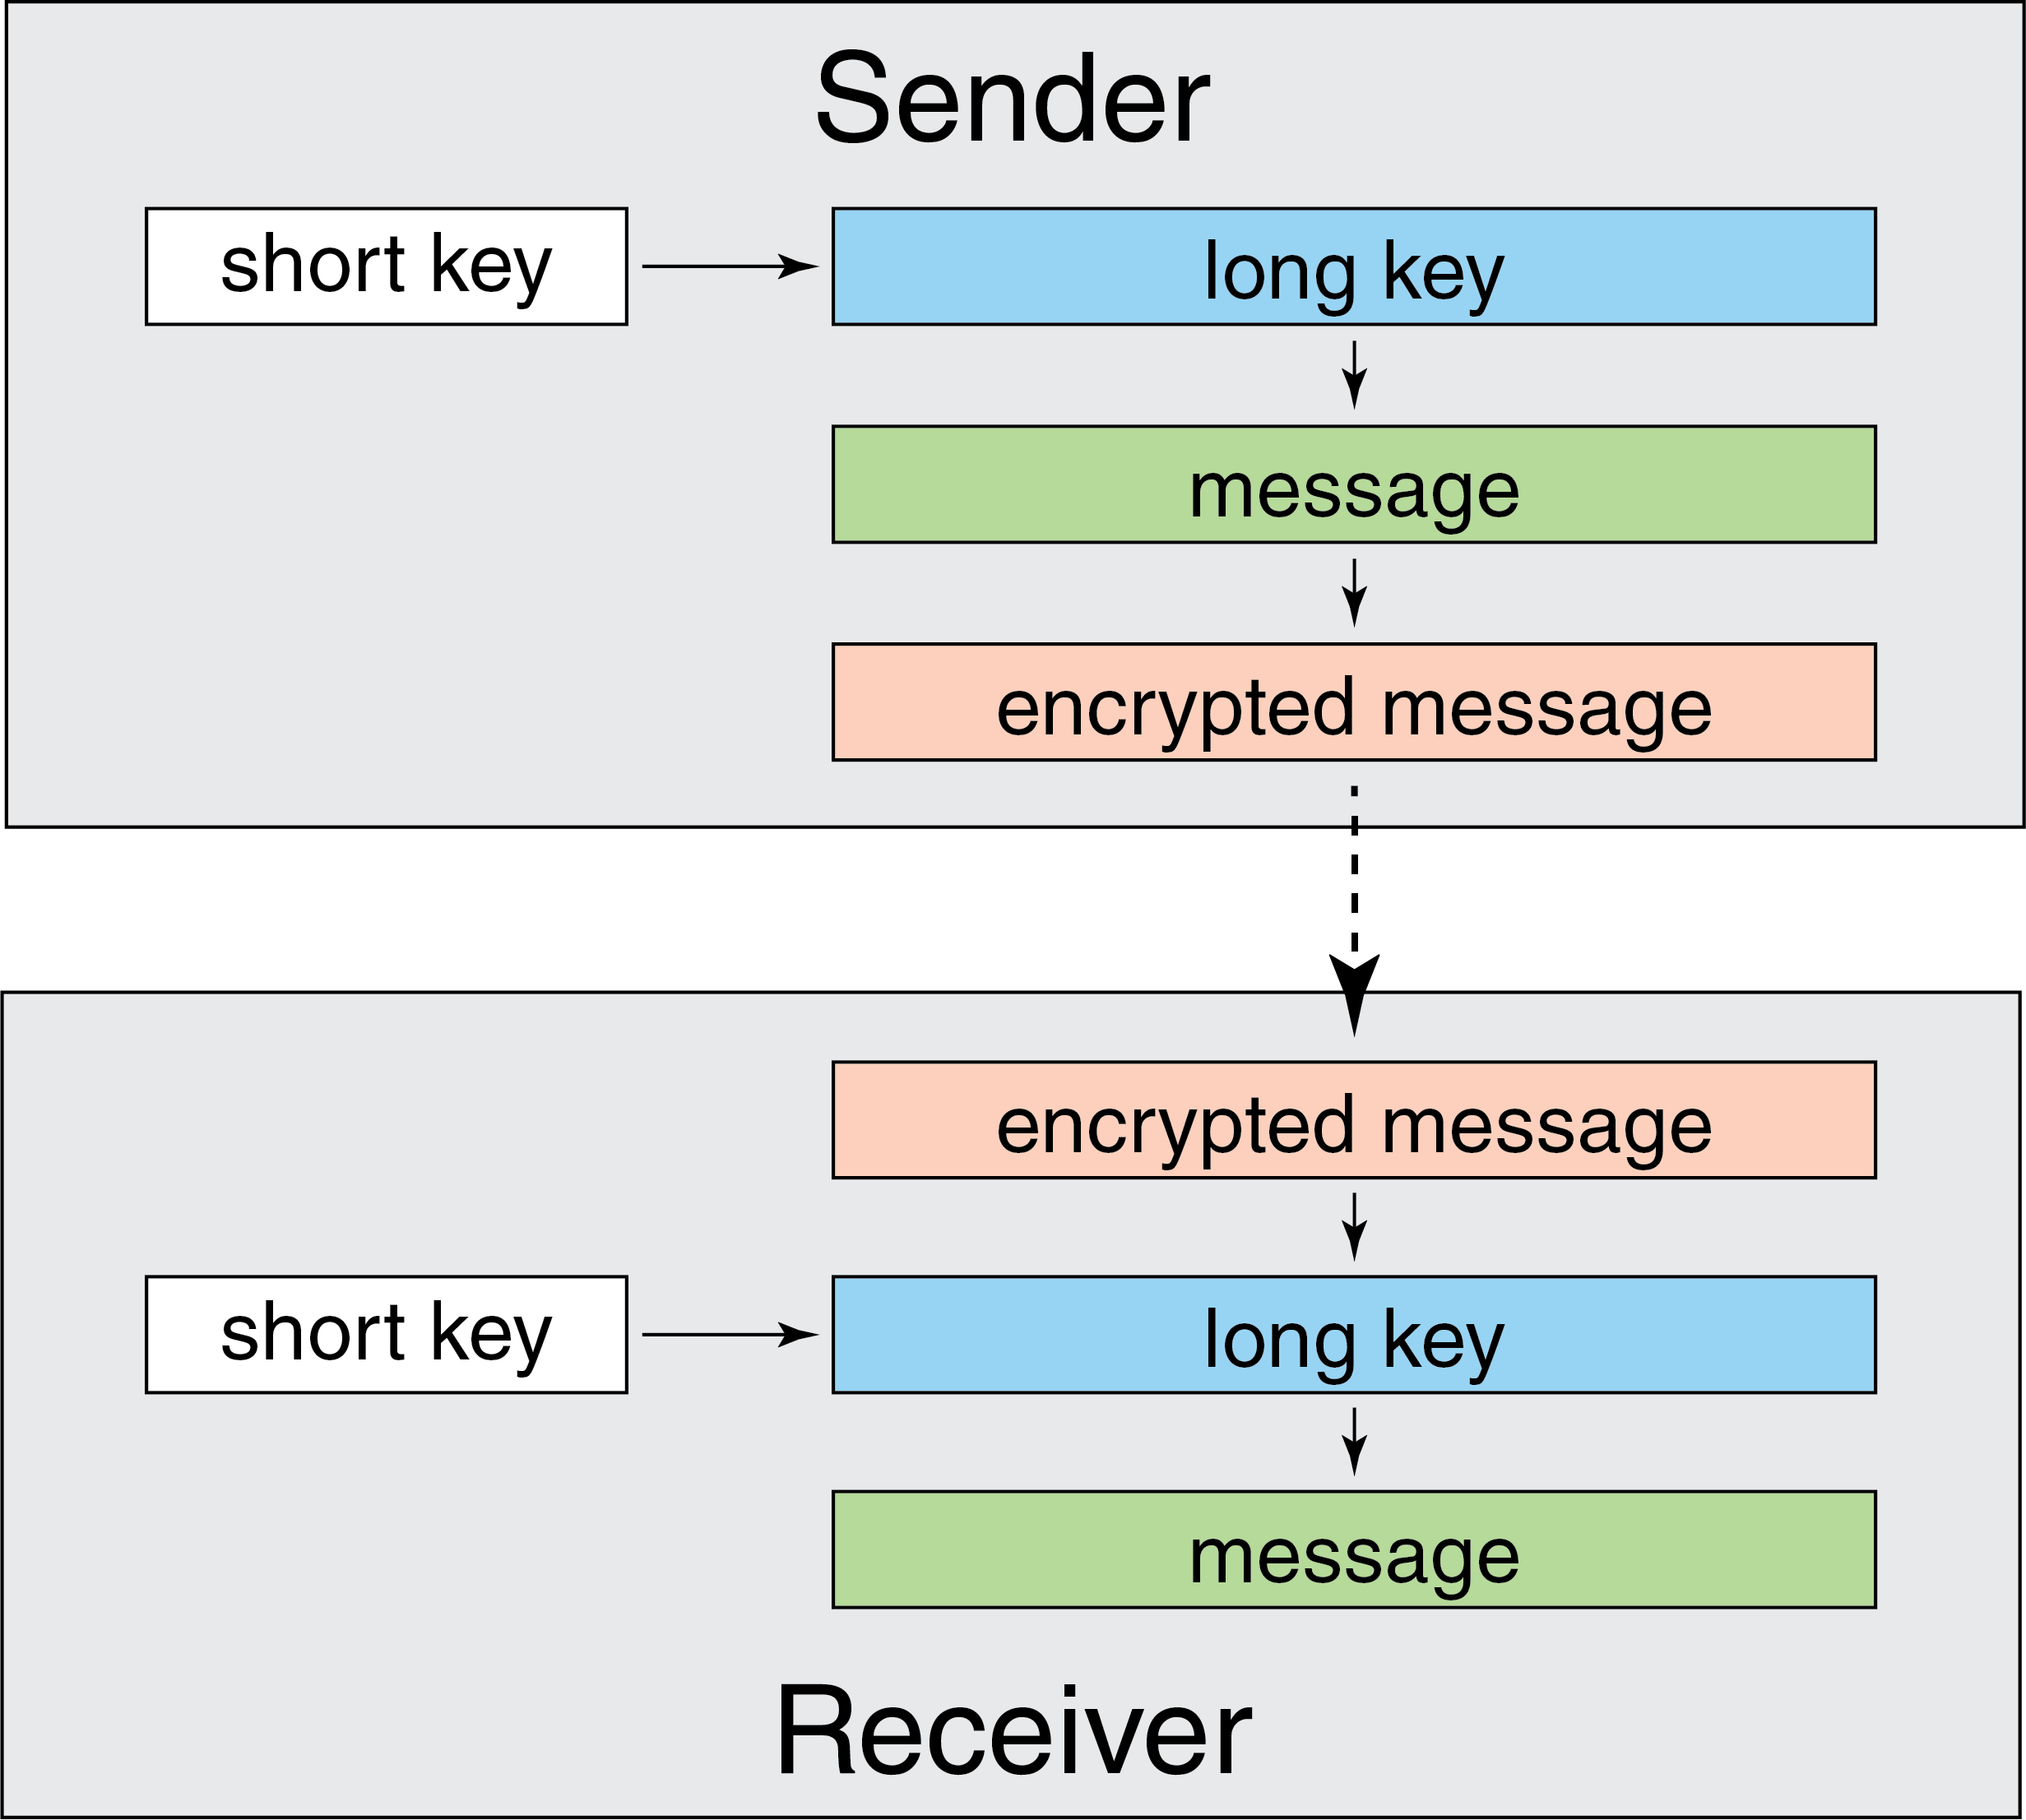 Sender
short key
long key
message
encrypted message
encrypted message
short key
long key
message
Receiver